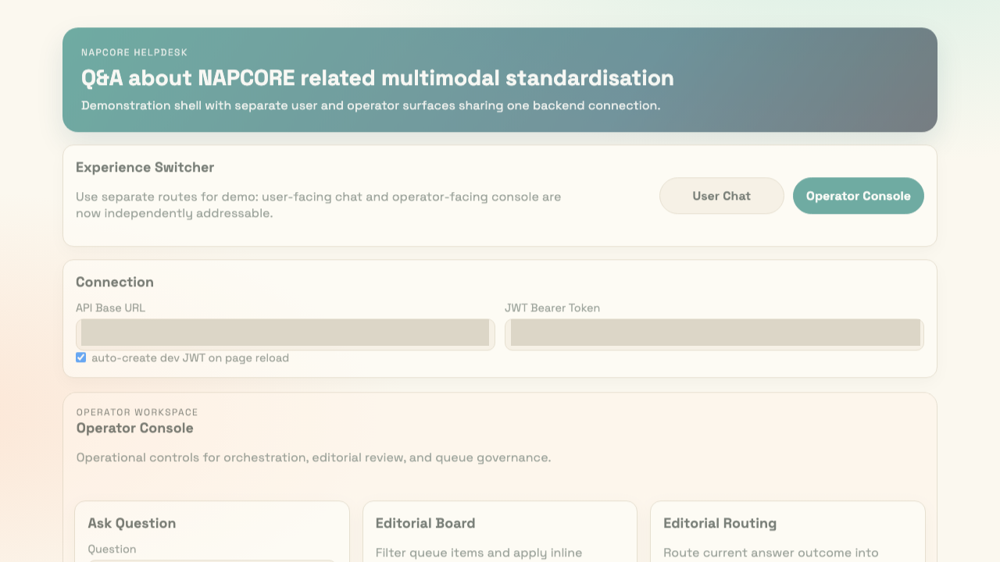 NAPCORE HELPDESK
Q&A about NAPCORE related multimodal standardisation
Demonstration shell with separate user and operator surfaces sharing one backend connection.
Experience Switcher
Use separate routes for demo: user-facing chat and operator-facing console are
now independently addressable.
User Chat
Operator Console
Connection
API Base URL
JWT Bearer Token
auto-create dev JWT on page reload
OPERATOR WORKSPACE
Operator Console
Operational controls for orchestration, editorial review, and queue governance.
Ask Question
Question
Editorial Board
Filter queue items and apply inline
Editorial Routing
Route current answer outcome into